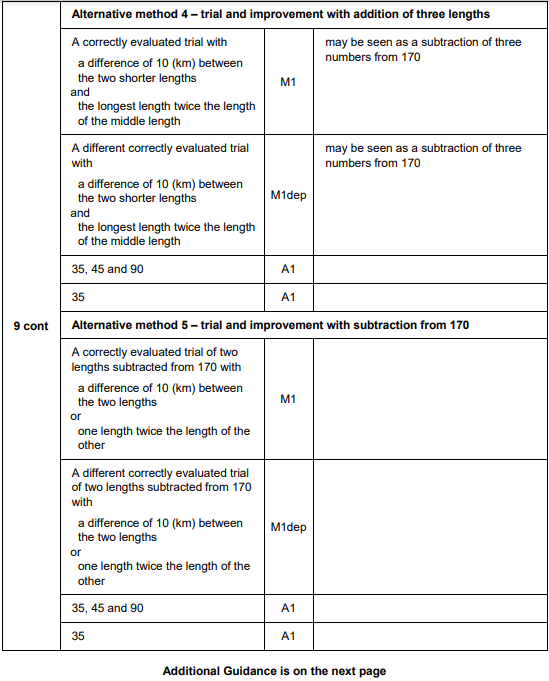 Alternative method 4 – trial and improvement with addition of three lengths
A correctly evaluated trial with
a difference of 10 (km) between
the two shorter lengths
and
the longest length twice the length
of the middle length
M1
may be seen as a subtraction of three
numbers from 170
A different correctly evaluated trial
with
a difference of 10 (km) between
the two shorter lengths
and
the longest length twice the length
of the middle length
M1dep
may be seen as a subtraction of three
numbers from 170
35, 45 and 90
A1
35
A1
9 cont
Alternative method 5 – trial and improvement with subtraction from 170
A correctly evaluated trial of two
lengths subtracted from 170 with
a difference of 10 (km) between
the two lengths
or
one length twice the length of the
other
M1
A different correctly evaluated trial
of two lengths subtracted from 170
with
a difference of 10 (km) between
the two lengths
or
one length twice the length of the
other
M1dep
35, 45 and 90
A1
35
A1
Additional Guidance is on the next page